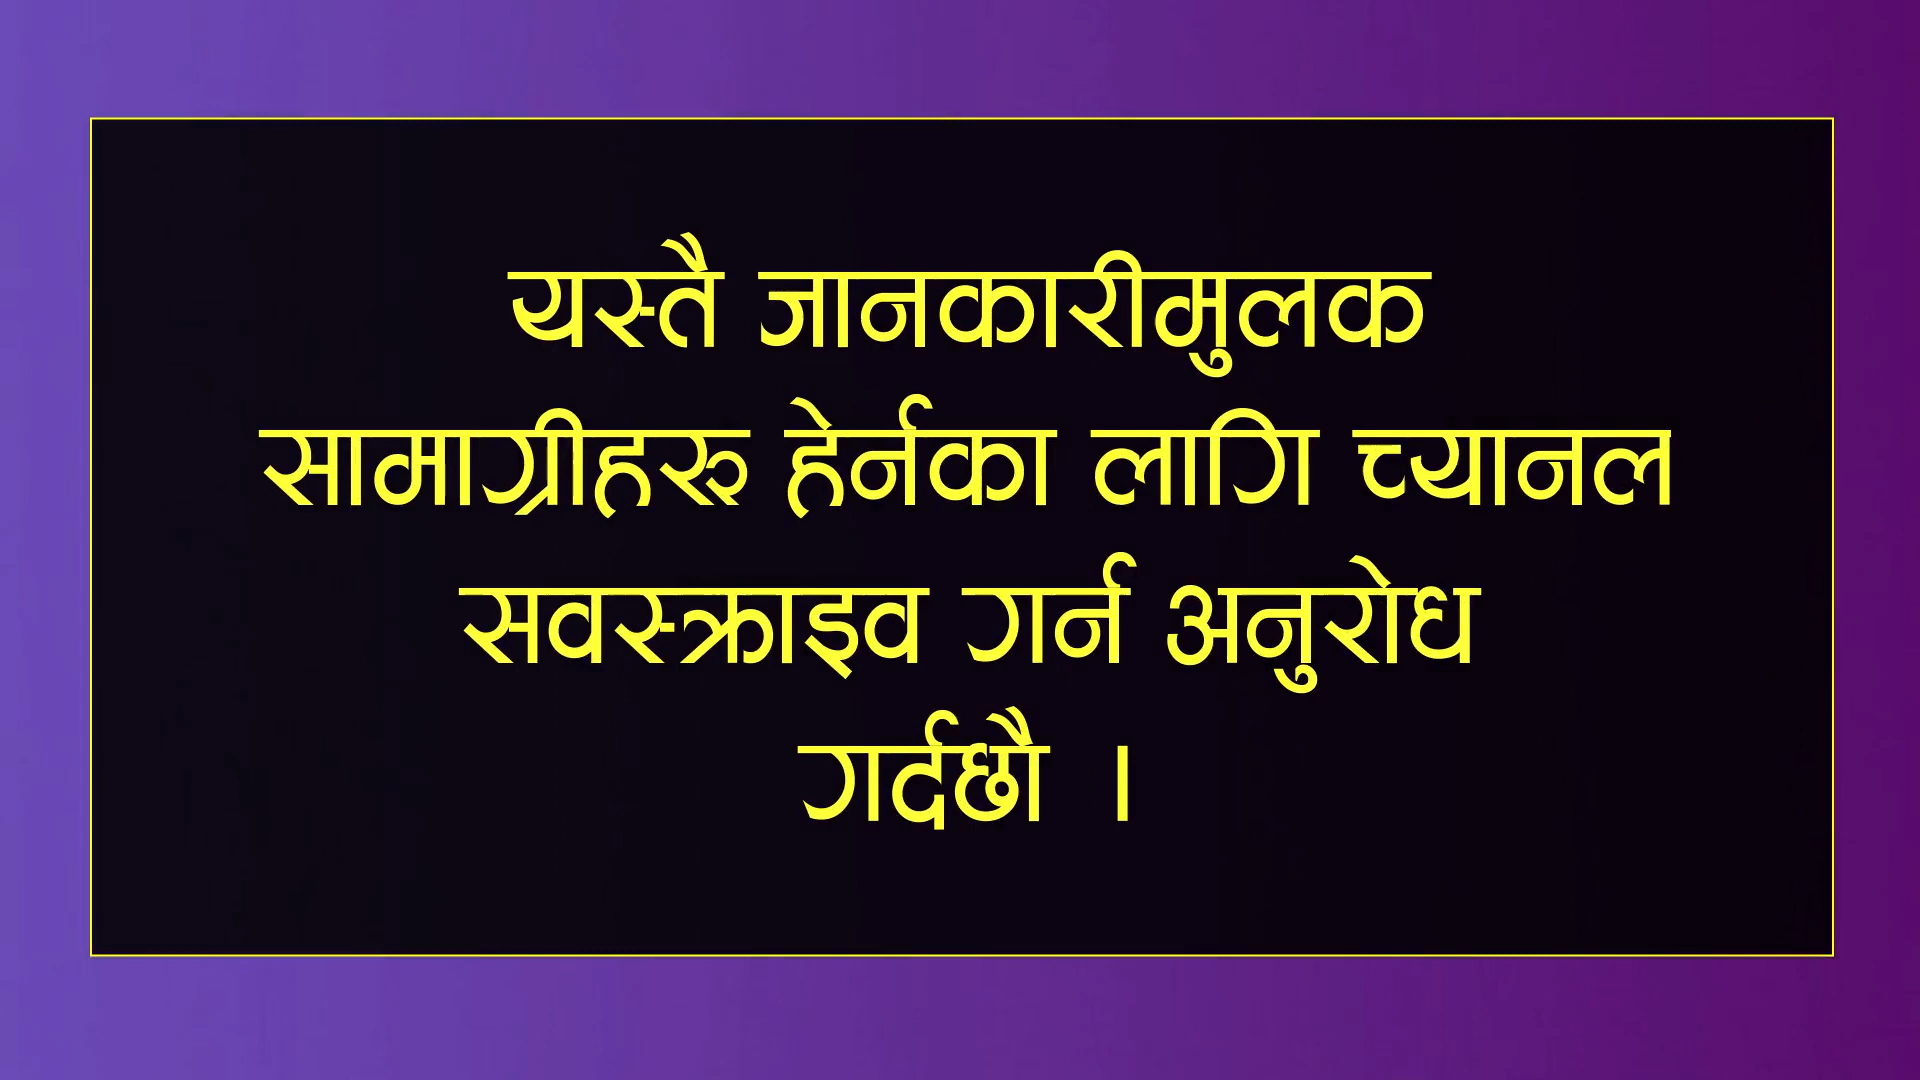 यस्तै जानकारीमुलक
सामाग्रीहरु हेर्नका लागि च्यानल
सवस्क्राइव गर्न अनुरोध
गर्दछौ ।